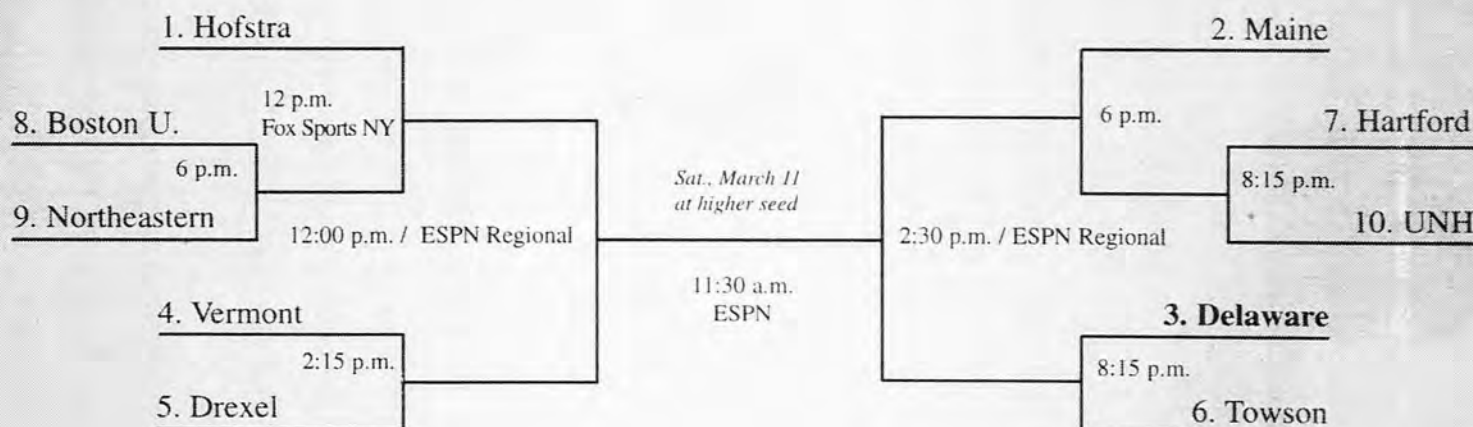 1. Hofstra
12 p.m.
Fox Sports NY
8. Boston U.
6 p.m.
9. Northeastern
12:00 p.m. / ESPN Regional
4. Vermont
2:15 p.m.
5. Drexel
Sat., March 11
at higher seed
11:30 a.m.
ESPN
2. Maine
6 p.m.
7. Hartford
8:15 p.m.
10. UNH
2:30 p.m. / ESPN Regional
3. Delaware
8:15 p.m.
6. Towson